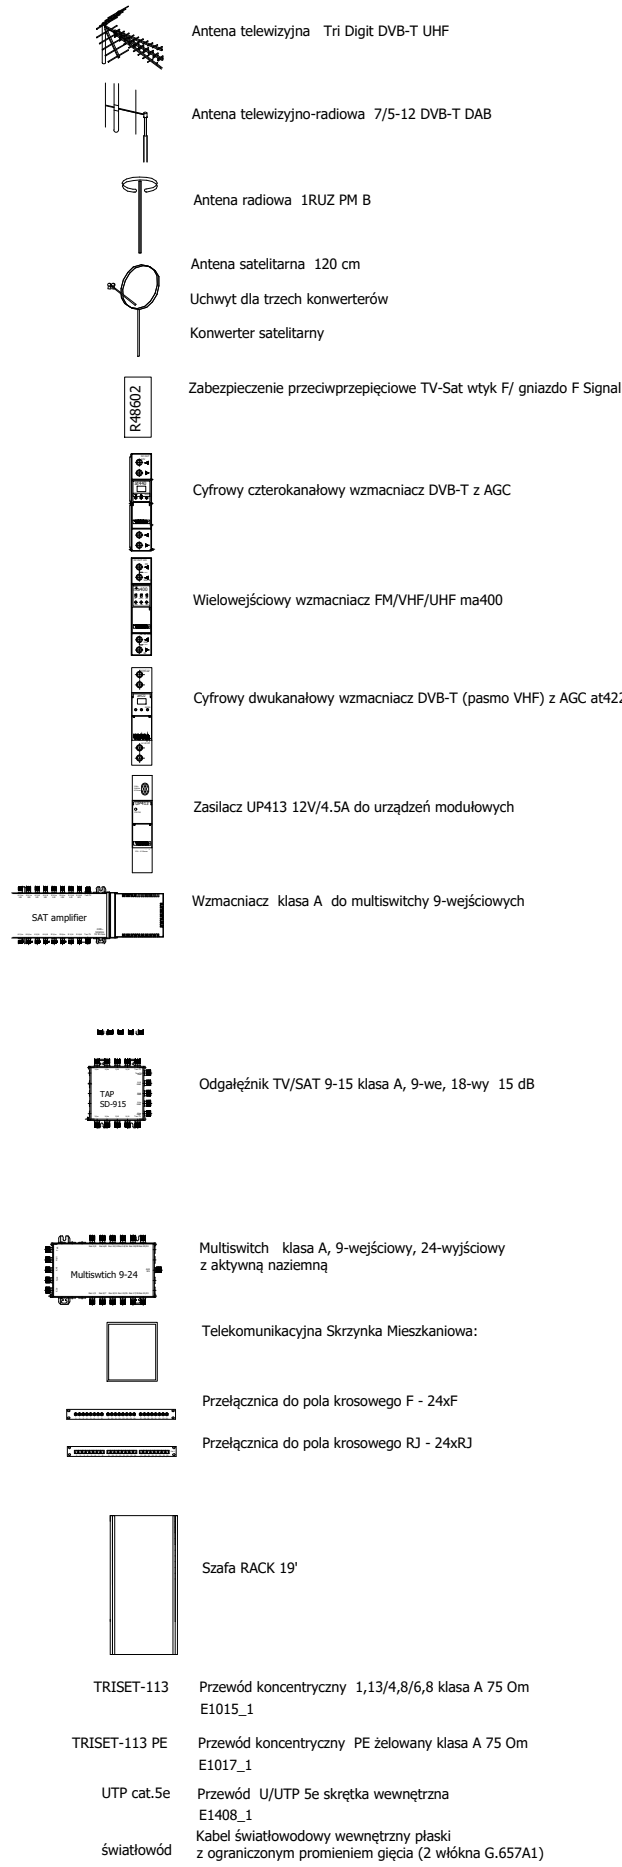 Antena telewizyjna Tri Digit DVB-T UHF
Antena telewizyjno-radiowa 7/5-12 DVB-T DAB
Antena radiowa 1RUZ PM B
Antena satelitarna 120 cm
Uchwyt dla trzech konwerterów
Konwerter satelitarny
R48602
Zabezpieczenie przeciwprzepięciowe TV-Sat wtyk F/ gniazdo F Signal
Cyfrowy czterokanałowy wzmacniacz DVB-T z AGC
Wielowejściowy wzmacniacz FM/VHF/UHF ma400
Cyfrowy dwukanałowy wzmacniacz DVB-T (pasmo VHF) z AGC at422
Zasilacz UP413 12V/4.5A do urządzeń modułowych
Wzmacniacz klasa A do multiswitchy 9-wejściowych
SAT amplifier
Odgałęźnik TV/SAT 9-15 klasa A, 9-we, 18-wy 15 dB
TAP
SD-915
Multiswitch klasa A, 9-wejściowy, 24-wyjściowy
z aktywną naziemną
Multiswtich 9-24
Telekomunikacyjna Skrzynka Mieszkaniowa:
Przełącznica do pola krosowego F - 24xF
Przełącznica do pola krosowego RJ - 24xRJ
Szafa RACK 19'
TRISET-113 Przewód koncentryczny 1,13/4,8/6,8 klasa A 75 Om
E1015_1
TRISET-113 PE Przewód koncentryczny PE żelowany klasa A 75 Om
E1017_1
UTP cat.5e Przewód U/UTP 5e skrętka wewnętrzna
E1408_1
Kabel światłowodowy wewnętrzny płaski
światłowód z ograniczonym promieniem gięcia (2 włókna G.657A1)